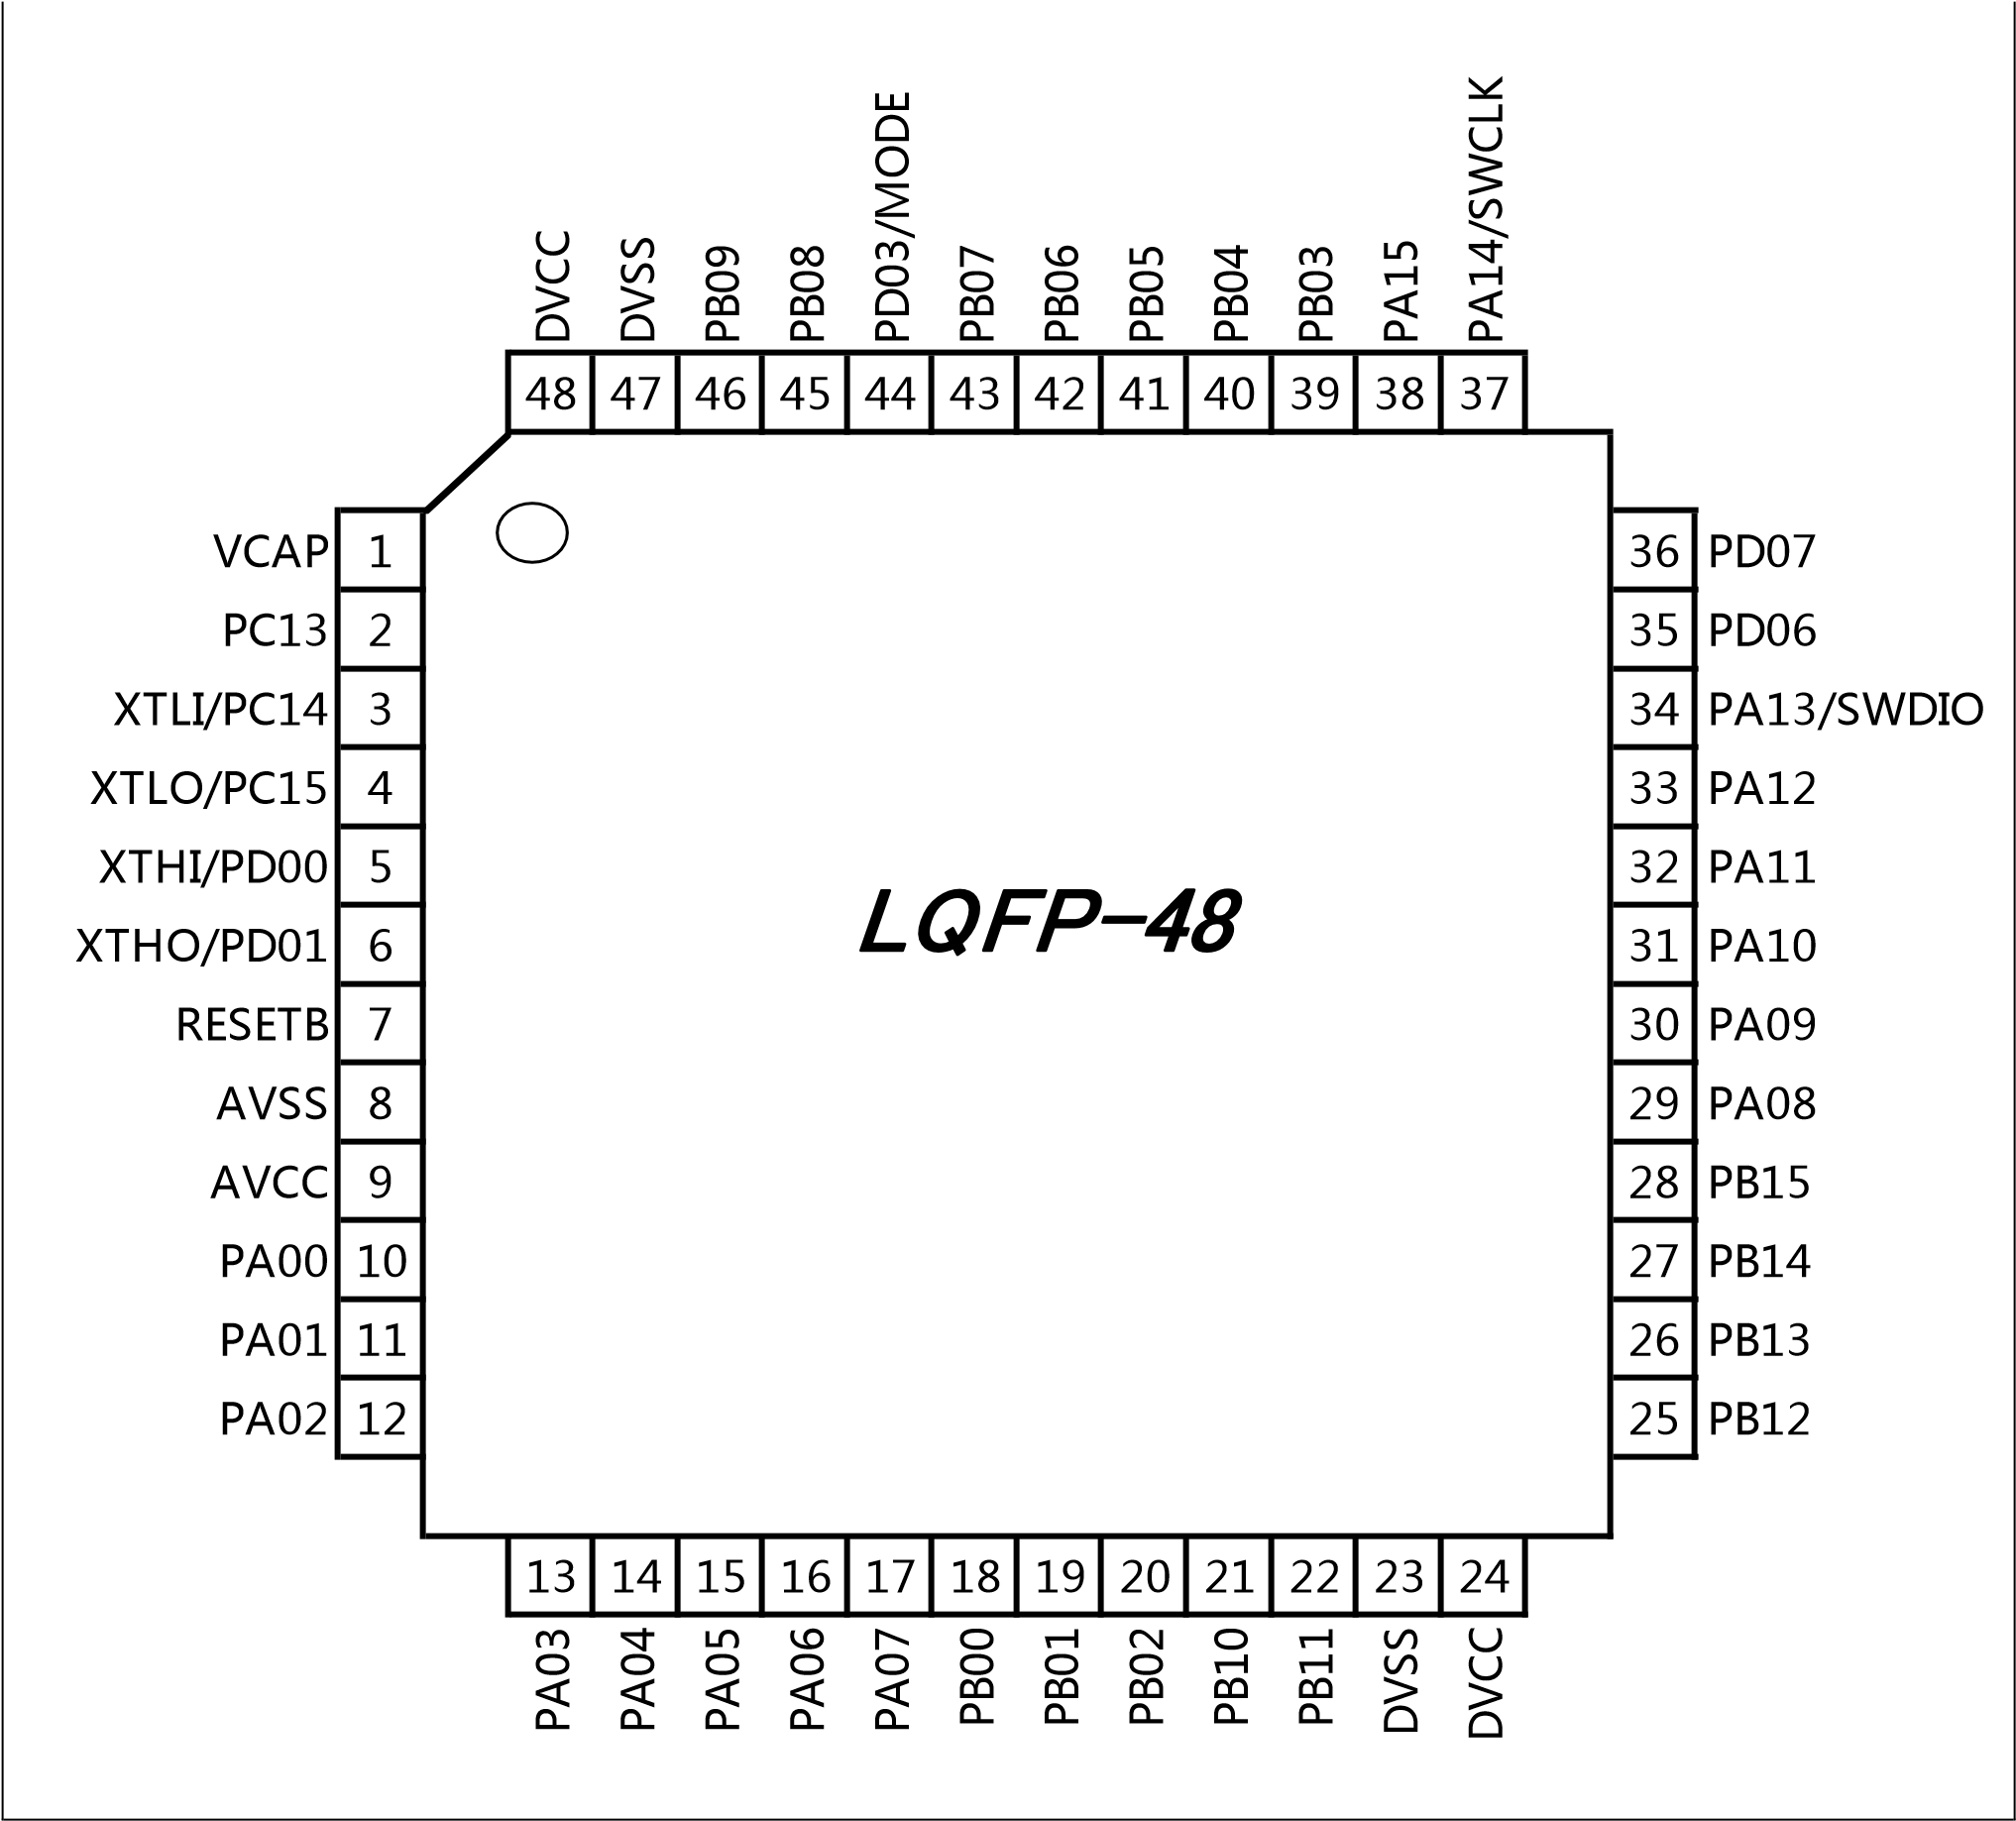 DVCC
DVSS
PB09
PB08
PD03/MODE
PB07
PB06
PB05
PB04
PB03
PA15
PA14/SWCLK
48 47 46 45 44 43 42 41 40 39 38 37
VCAP 1
PC13 2
XTLI/PC14 3
XTLO/PC15 4
XTHI/PD00 5
XTHO/PD01 6
RESETB 7
AVSS 8
AVCC 9
PA00 10
PA01 11
PA02 12
LQFP-48
36 PD07
35 PD06
34 PA13/SWDIO
33 PA12
32 PA11
31 PA10
30 PA09
29 PA08
28 PB15
27 PB14
26 PB13
25 PB12
13 14 15 16 17 18 19 20 21 22 23 24
PA03
PA04
PA05
PA06
PA07
PB00
PB01
PB02
PB10
PB11
DVSS
DVCC